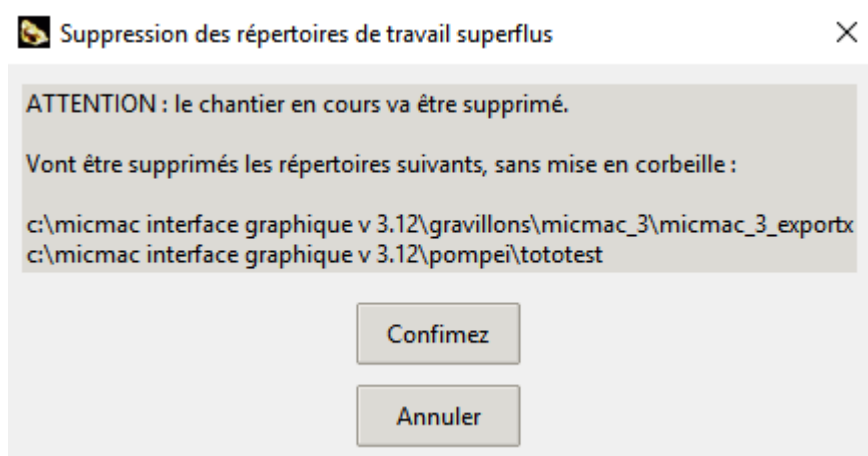 Suppression des répertoires de travail superflus
ATTENTION : le chantier en cours va être supprimé.
Vont être supprimés les répertoires suivants, sans mise en corbeille :
c:\micmac interface graphique v 3.12\gravillons\micmac_3\micmac_3_exportx
c:\micmac interface graphique v 3.12\pompei\tototest
Confimez
Annuler